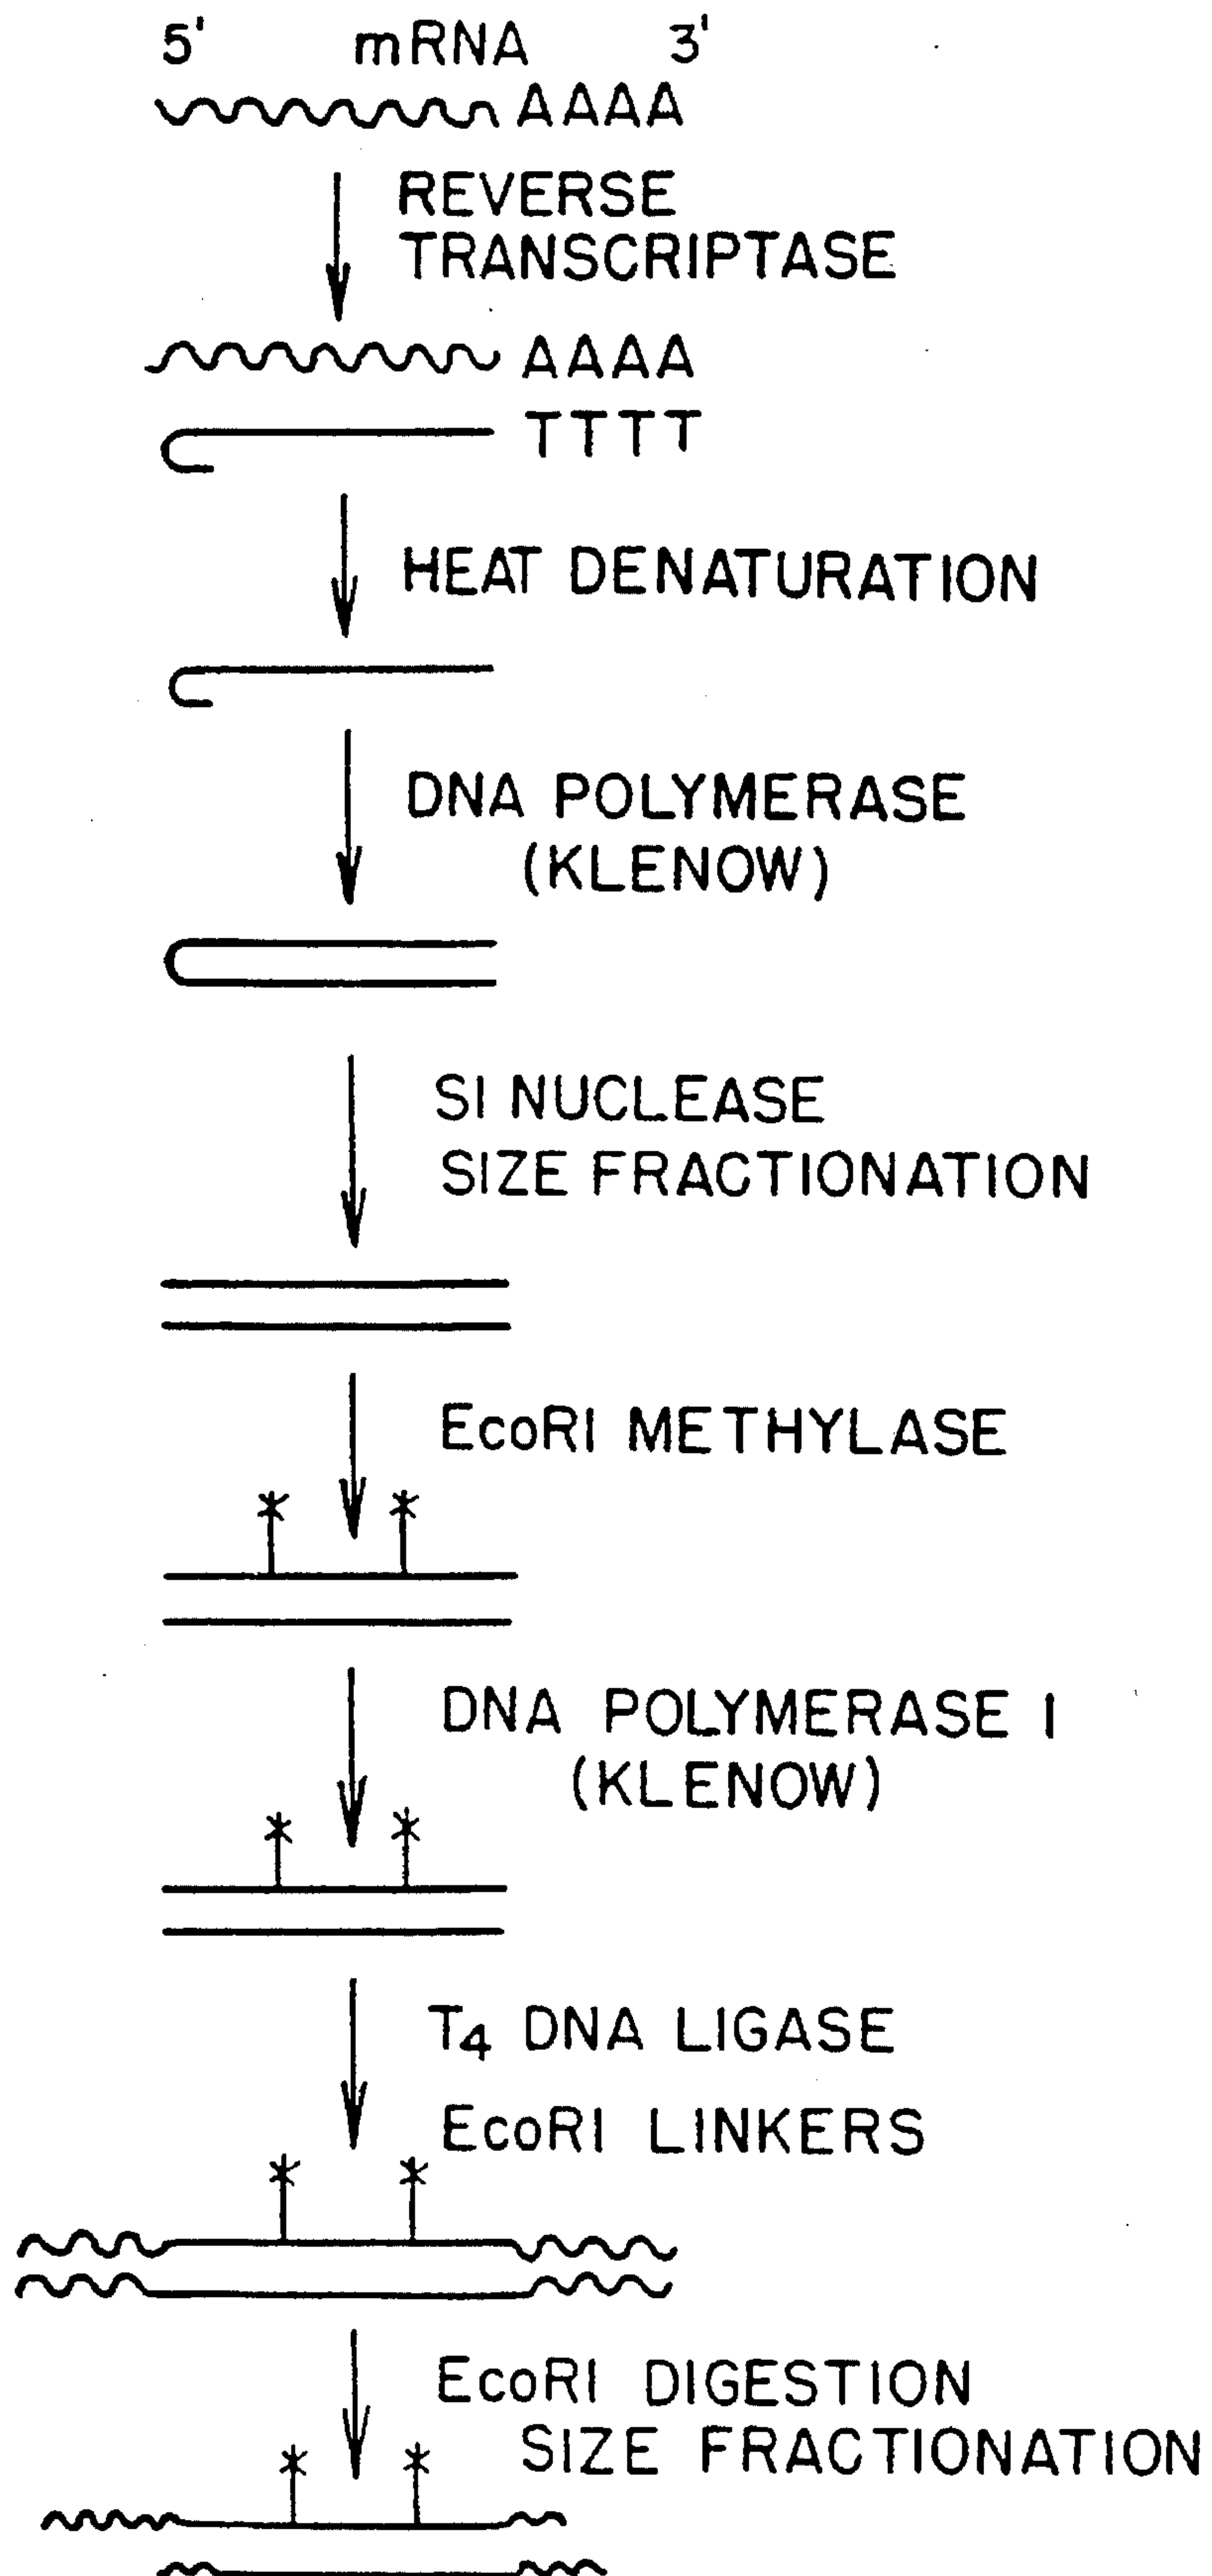 5' mRNA 3'
AAAA
REVERSE
TRANSCRIPTASE
AAAA
TTTT
HEAT DENATURATION
DNA POLYMERASE
(KLENOW)
SI NUCLEASE
SIZE FRACTIONATION
EcoRI METHYLASE
* *
DNA POLYMERASE I
(KLENOW)
* *
T4 DNA LIGASE
EcoRI LINKERS
* *
EcoRI DIGESTION
SIZE FRACTIONATION
* *